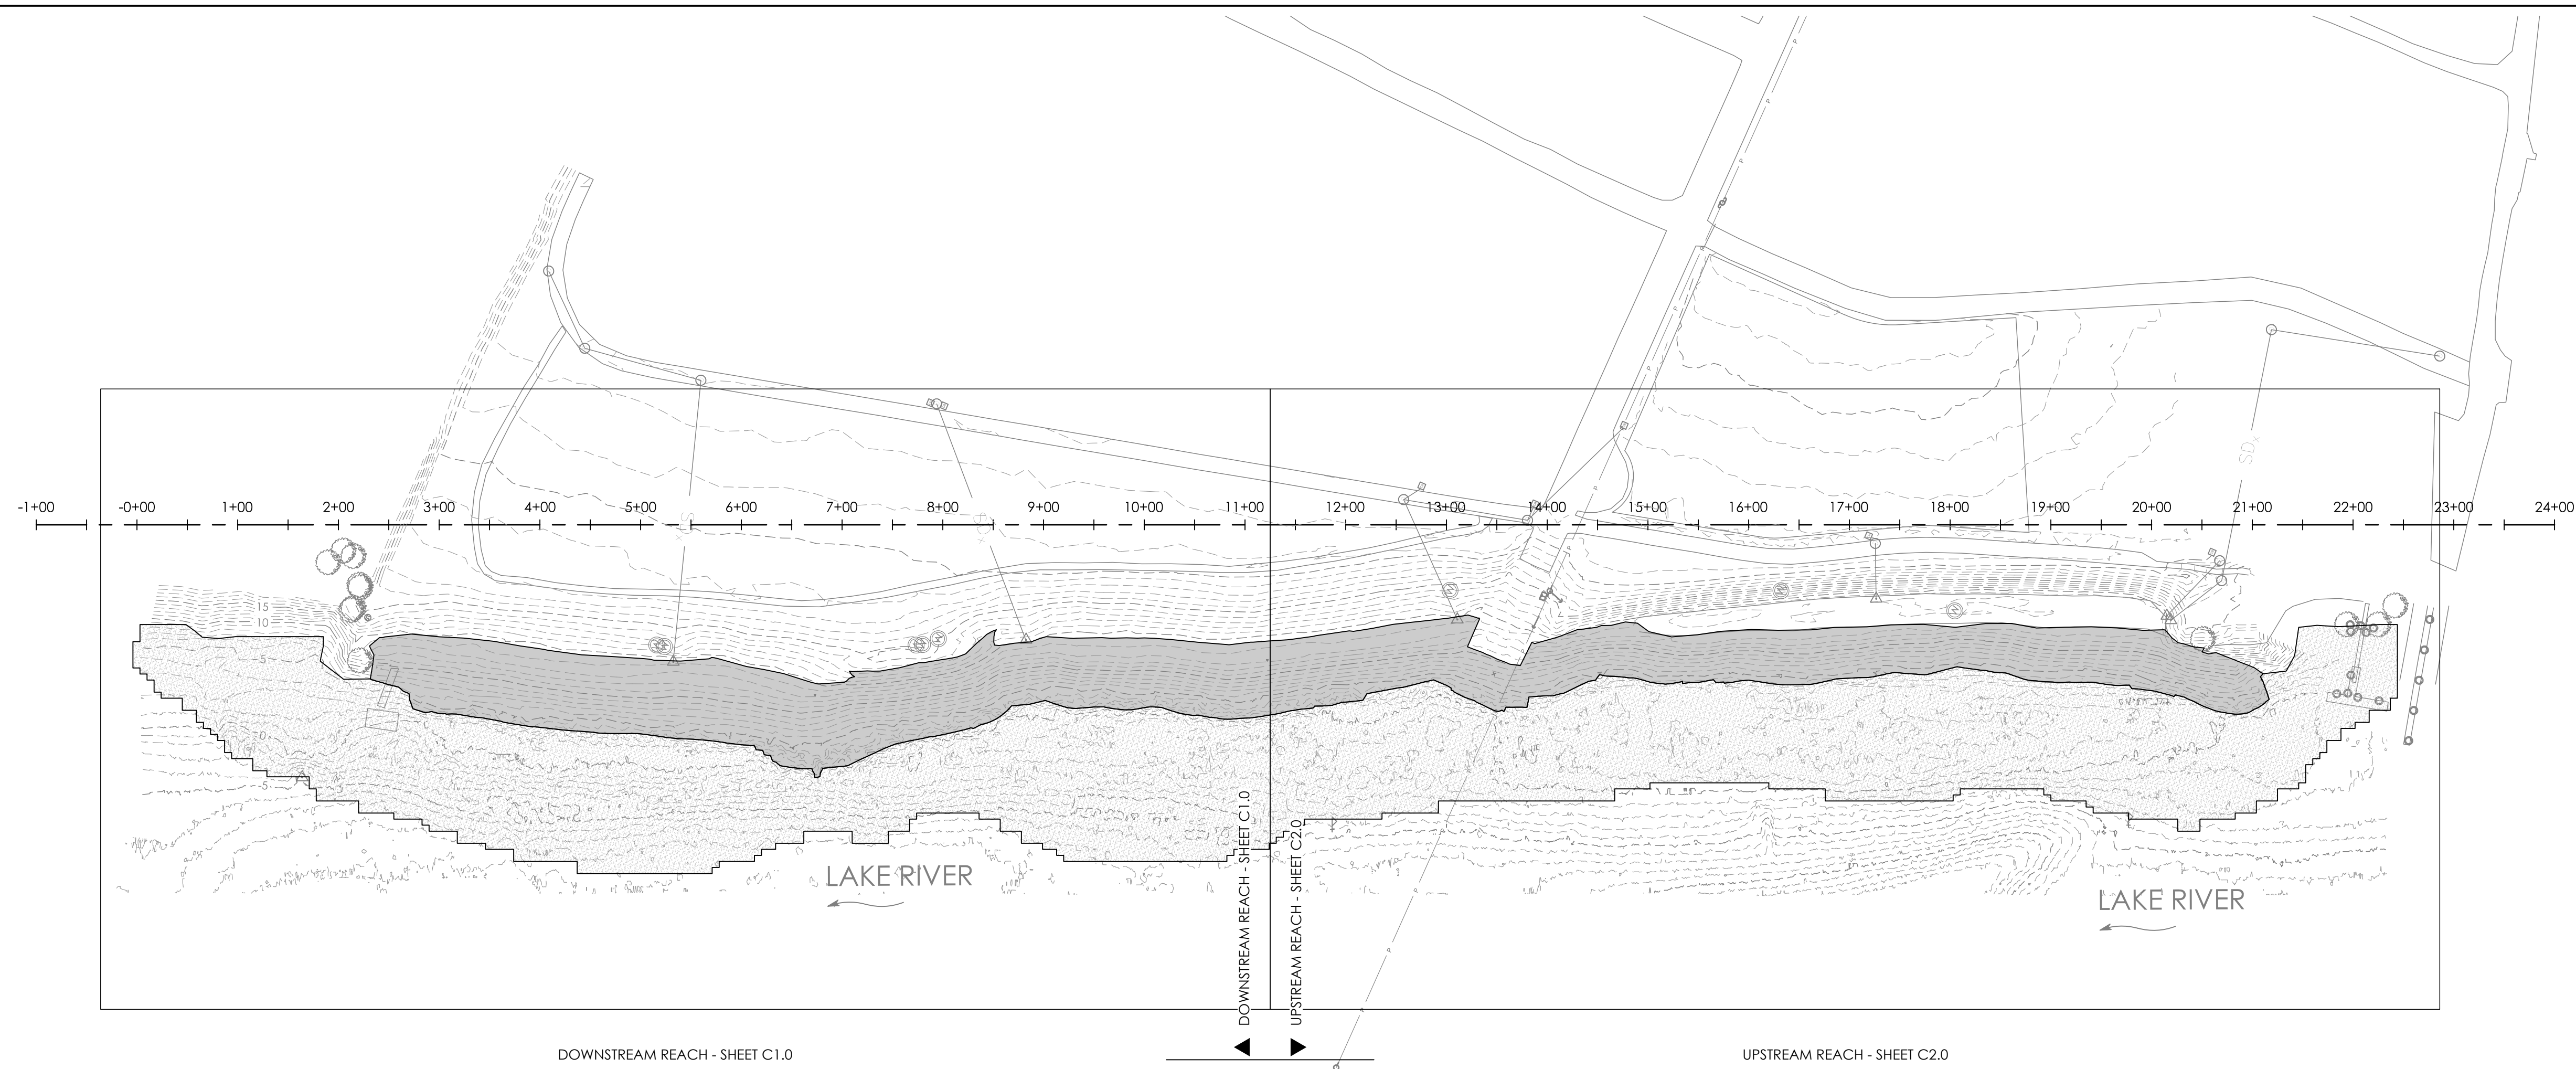 -1+00 -0+00 1+00 2+00 3+00 4+00 5+00 6+00 7+00 8+00 9+00 10+00 11+00 12+00 13+00 14+00 15+00 16+00 17+00 18+00 19+00 20+00 21+00 22+00 23+00 24+00
SD
15
10
5
0
-5
LAKE RIVER
LAKE RIVER
DOWNSTREAM REACH - SHEET C1.0
UPSTREAM REACH - SHEET C2.0
DOWNSTREAM REACH - SHEET C1.0
UPSTREAM REACH - SHEET C2.0